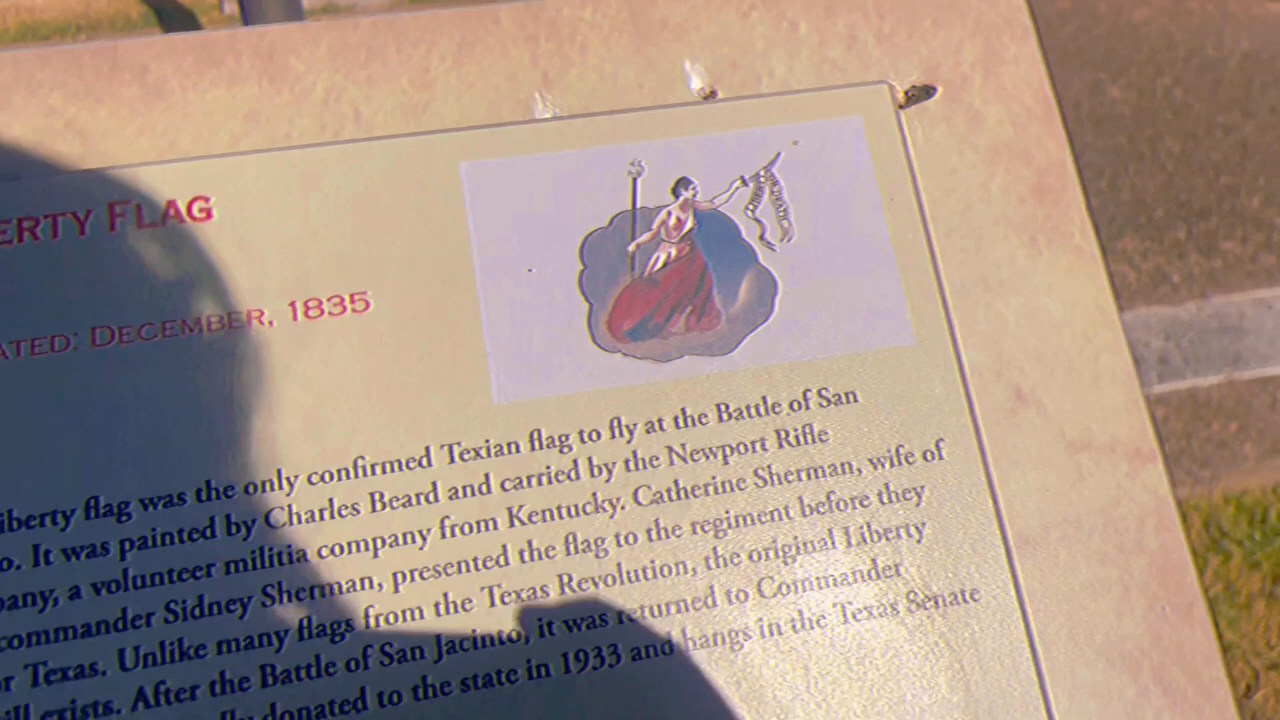 ERTY FLAG
ATED: DECEMBER, 1835
iberty flag was the only confirmed Texian flag to fly at the Battle of San
o. It was painted by Charles Beard and carried by the Newport Rifle
pany, a volunteer militia company from Kentucky. Catherine Sherman, wife of
commander Sidney Sherman, presented the flag to the regiment before they
or Texas. Unlike many flags from the Texas Revolution, the original Liberty
ill exists. After the Battle of San Jacinto, it was returned to Commander
lly donated to the state in 1933 and hangs in the Texas Senate